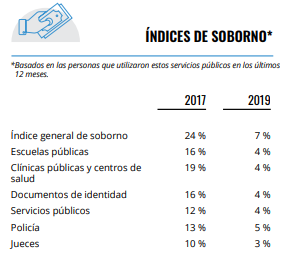 ÍNDICES DE SOBORNO*
*Basados en las personas que utilizaron estos servicios públicos en los últimos
12 meses.
2017 2019
Índice general de soborno 24 % 7 %
Escuelas públicas 16 % 4 %
Clínicas públicas y centros de 19 % 4 %
salud
Documentos de identidad 16 % 4 %
Servicios públicos 12 % 4 %
Policía 13 % 5 %
Jueces 10 % 3 %